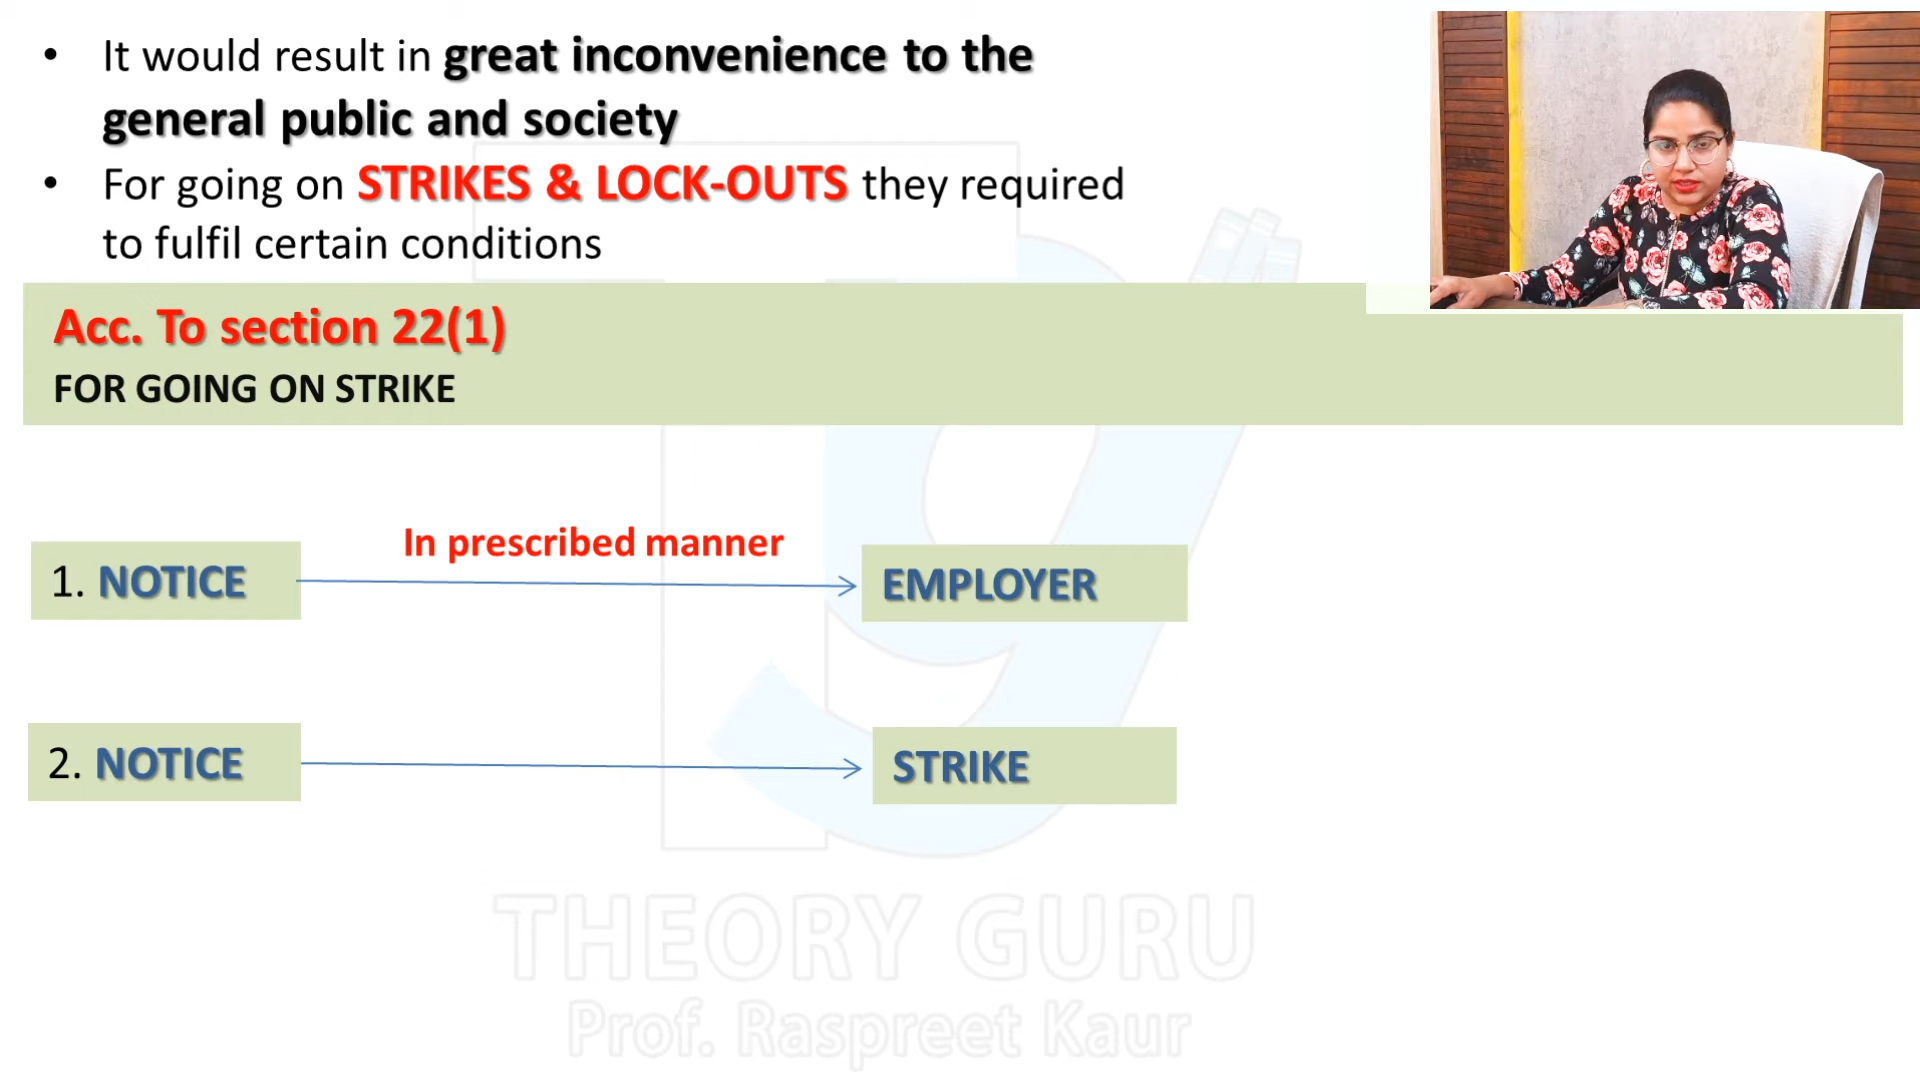 • It would result in great inconvenience to the
general public and society
• For going on STRIKES & LOCK-OUTS they required
to fulfil certain conditions
Acc. To section 22(1)
FOR GOING ON STRIKE
In prescribed manner
1. NOTICE
EMPLOYER
2. NOTICE
STRIKE
THEORY GURU
Prof. Raspreet Kaur